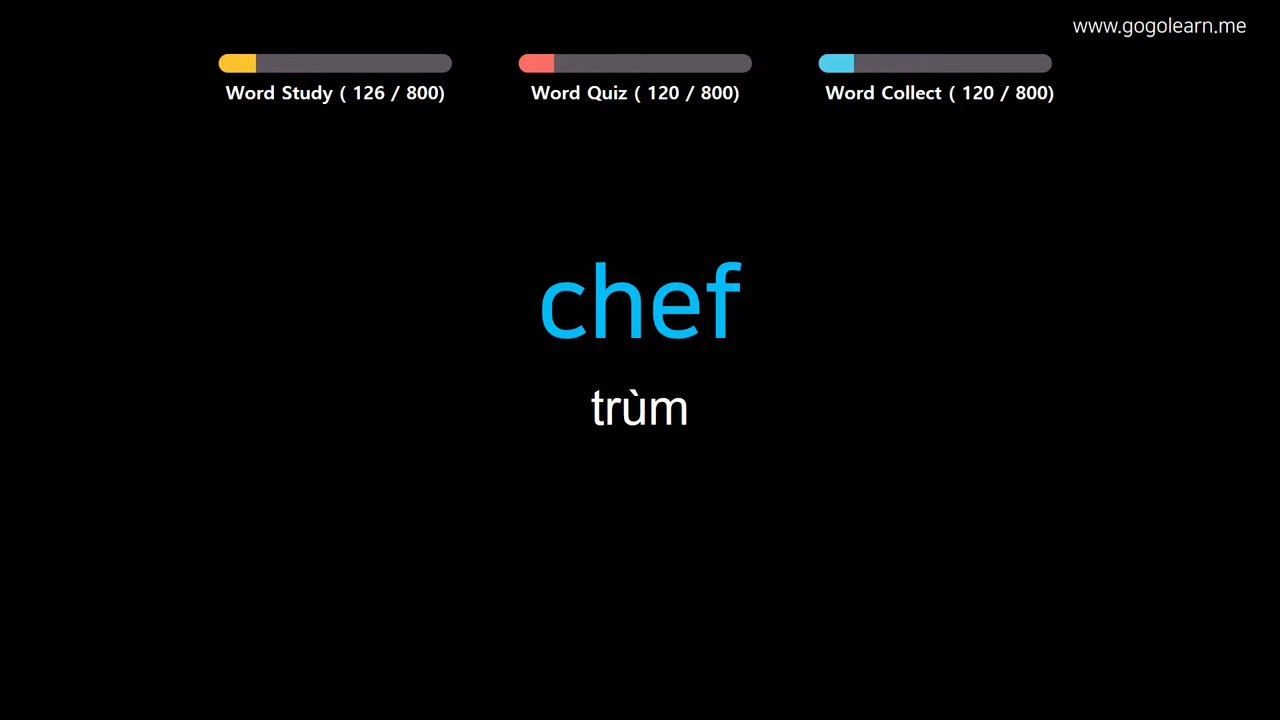 www.gogolearn.me
Word Study ( 126 / 800)
Word Quiz ( 120 / 800)
Word Collect ( 120 / 800)
chef
trùm